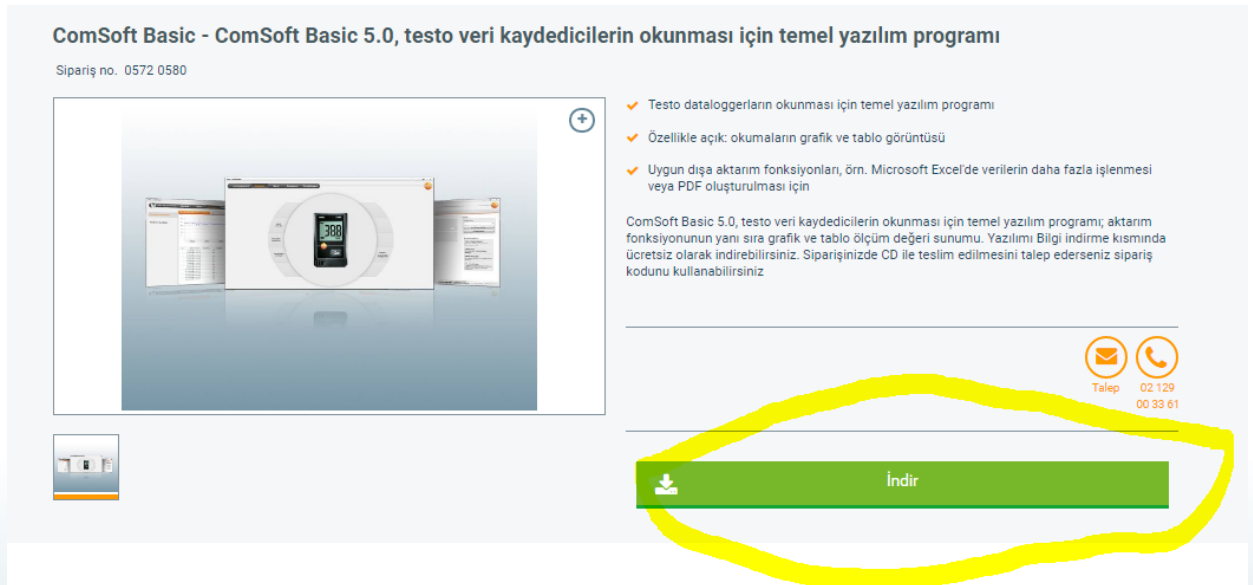 ComSoft Basic - ComSoft Basic 5.0, testo veri kaydedicilerin okunması için temel yazılım programı
Sipariş no. 0572 0580
Testo dataloggerların okunması için temel yazılım programı
Özellikle açık: okumaların grafik ve tablo görüntüsü
Uygun dışa aktarım fonksiyonları, örn. Microsoft Excel'de verilerin daha fazla işlenmesi
veya PDF oluşturulması için
ComSoft Basic 5.0, testo veri kaydedicilerin okunması için temel yazılım programı; aktarım
fonksiyonunun yanı sıra grafik ve tablo ölçüm değeri sunumu. Yazılımı Bilgi indirme kısmında
ücretsiz olarak indirebilirsiniz. Siparişinizde CD ile teslim edilmesini talep ederseniz sipariş
kodunu kullanabilirsiniz
388
Talep
02 129
00 33 61
İndir